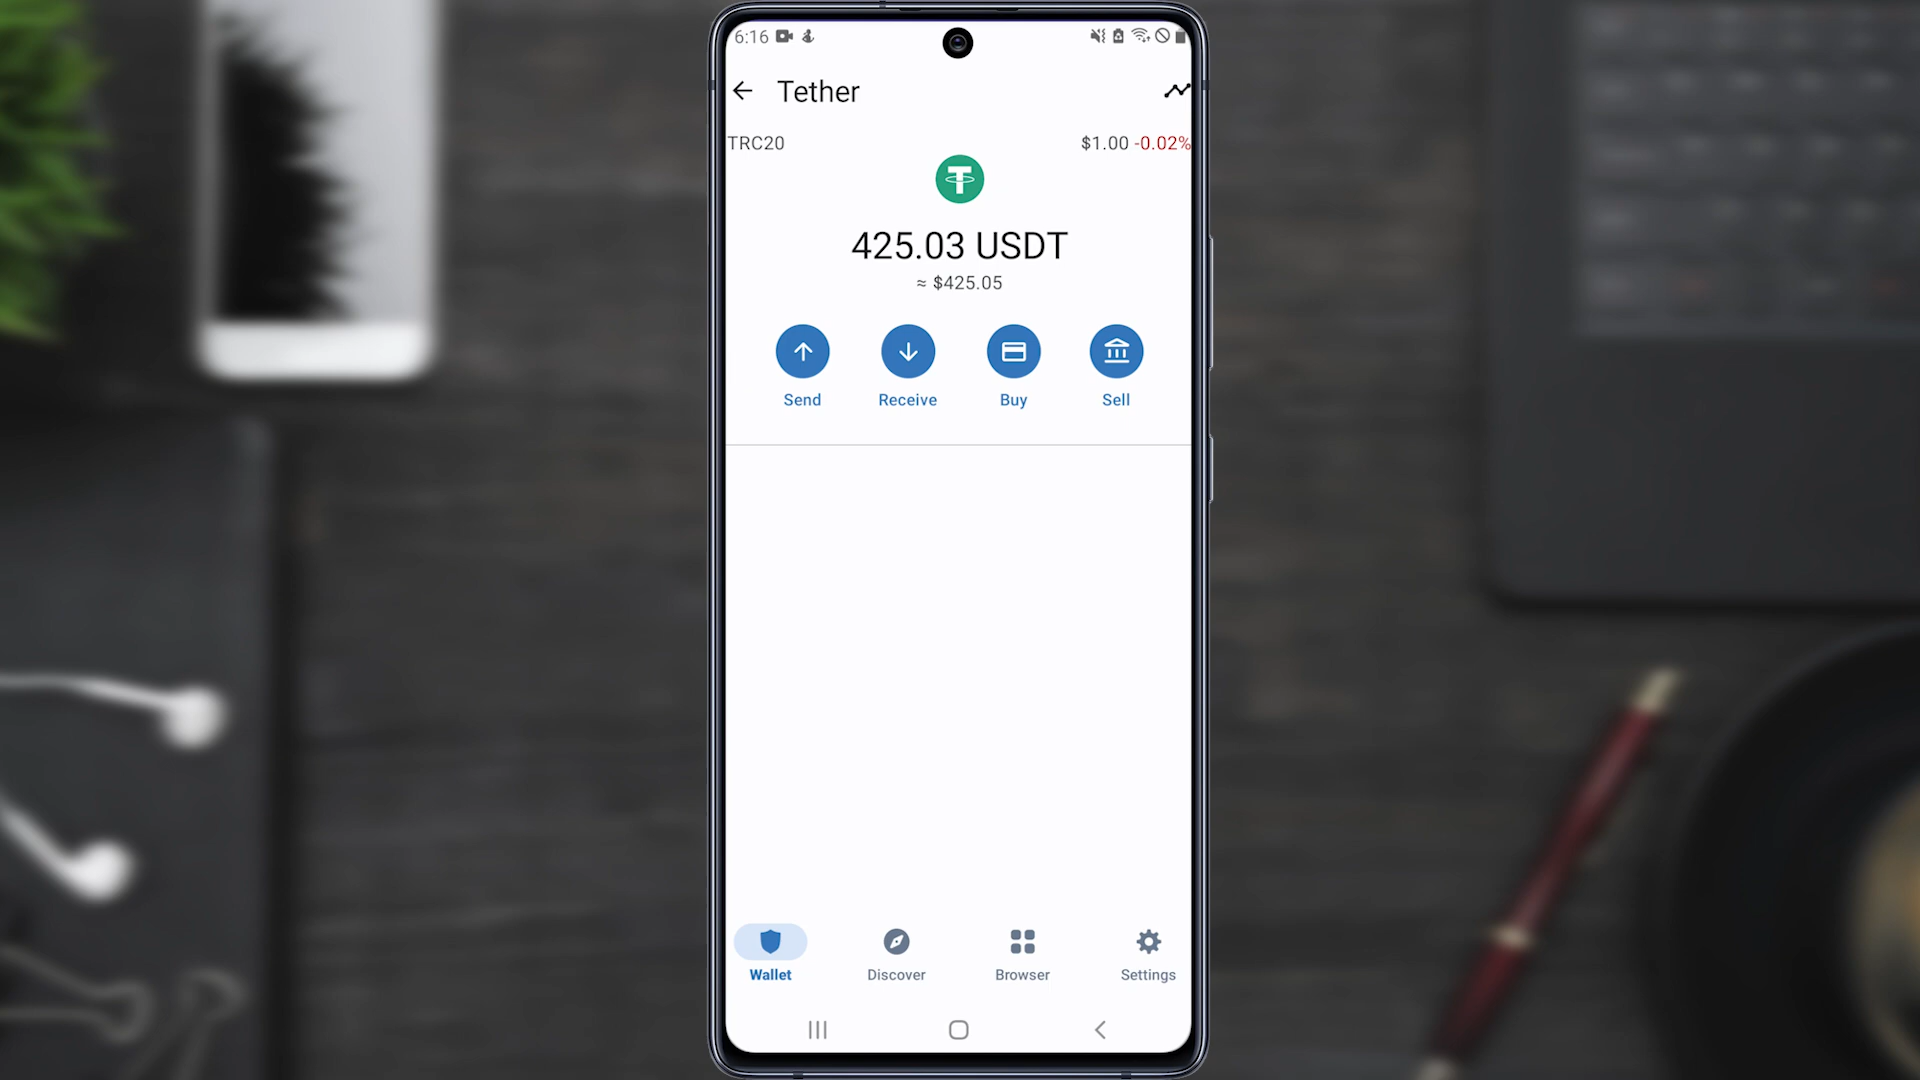 6:16
Tether
TRC20
$1.00 -0.02%
425.03 USDT
≈ $425.05
Send
Receive
Buy
Sell
Wallet
Discover
Browser
Settings